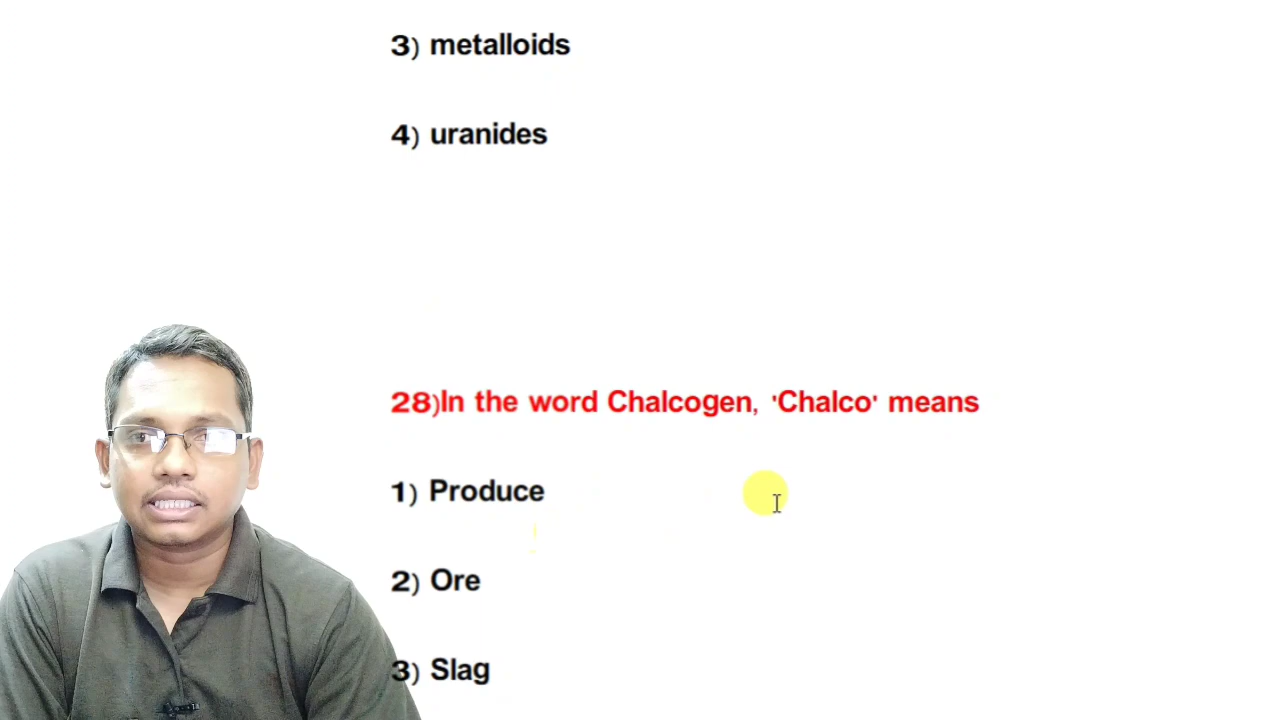 3) metalloids
4) uranides
28)In the word Chalcogen, 'Chalco' means
1) Produce
2) Ore
3) Slag